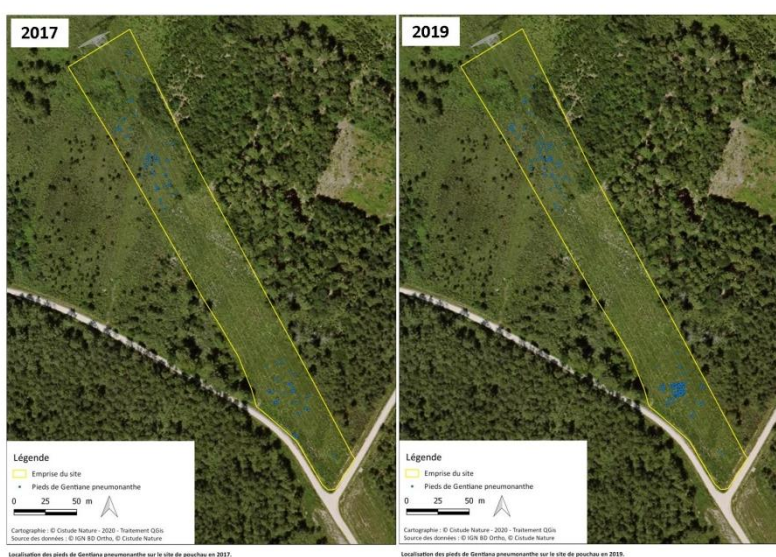 2017
Légende
Emprise du site
Pieds de Gentiane pneumonanthe
0 25 50 m
Cartographie : © Cistude Nature - 2020 - Traitement QGis
Source des données : © IGN BD Ortho, © Cistude Nature
Localisation des pieds de Gentiana pneumonanthe sur le site de pouchau en 2017.
2019
Légende
Emprise du site
Pieds de Gentiane pneumonanthe
0 25 50 m
Cartographie : © Cistude Nature - 2020 - Traitement QGis
Source des données : © IGN BD Ortho, © Cistude Nature
Localisation des pieds de Gentiana pneumonanthe sur le site de pouchau en 2019.